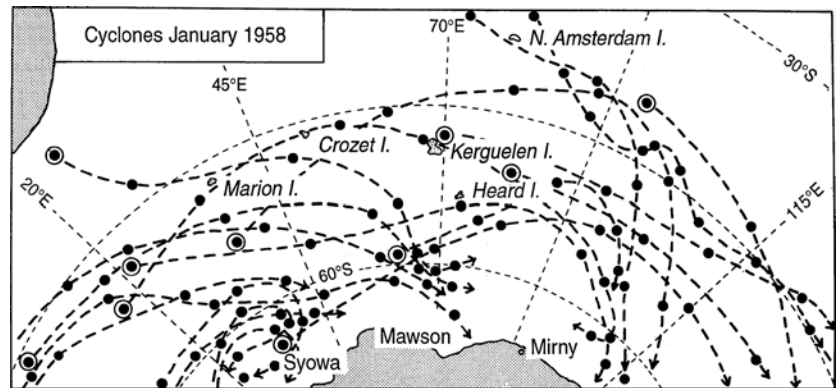 Cyclones January 1958
70°E
N. Amsterdam I.
30°S
45°E
Crozet I.
Kerguelen I.
Marion I.
Heard I.
20°E
115°E
60°S
Mawson
Syowa
Mirny